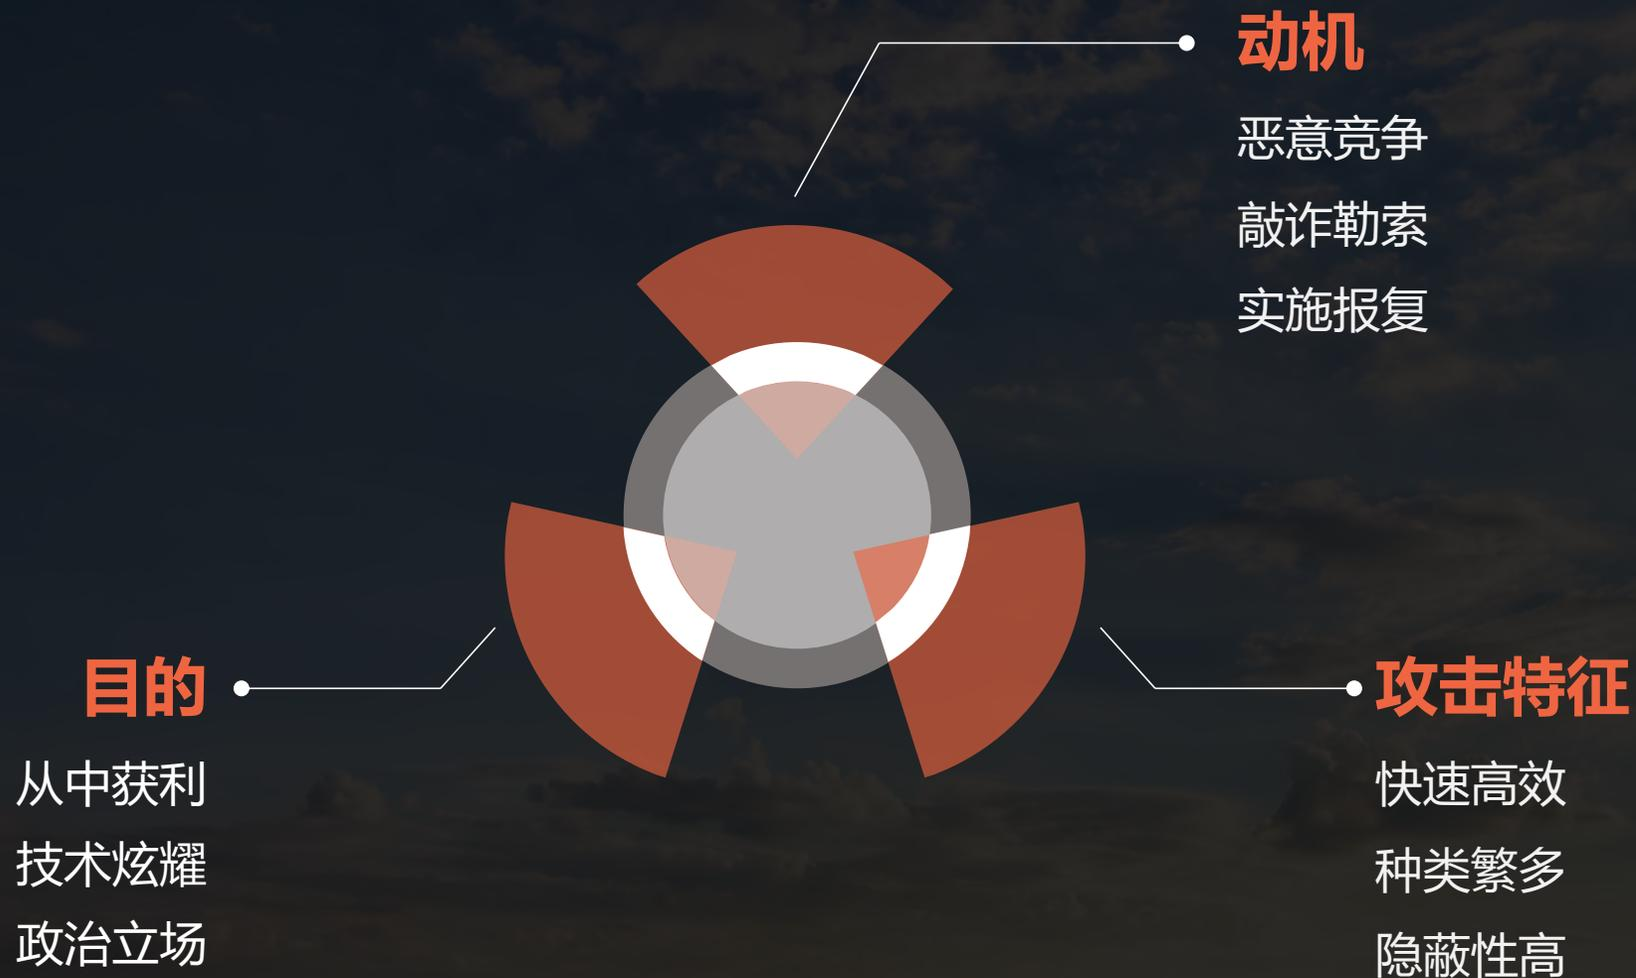 动机
恶意竞争
敲诈勒索
实施报复
目的
从中获利
技术炫耀
政治立场
攻击特征
快速高效
种类繁多
隐蔽性高